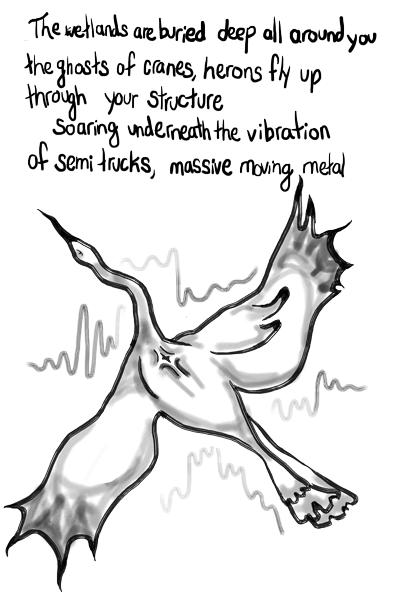 The wetlands are buried deep all around you
the ghosts of cranes, herons fly up
through your structure
soaring underneath the vibration
of semi trucks, massive moving metal